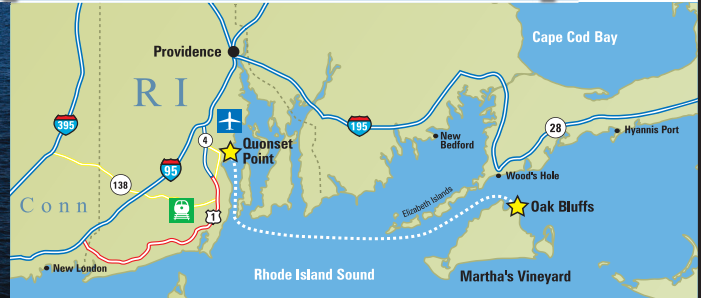 Cape Cod Bay
Providence
R I
395
195
4
28
New
Bedford
Hyannis Port
Quonset
Point
95
Wood's Hole
138
Elizabeth Islands
Conn
1
Oak Bluffs
New London
Rhode Island Sound
Martha's Vineyard